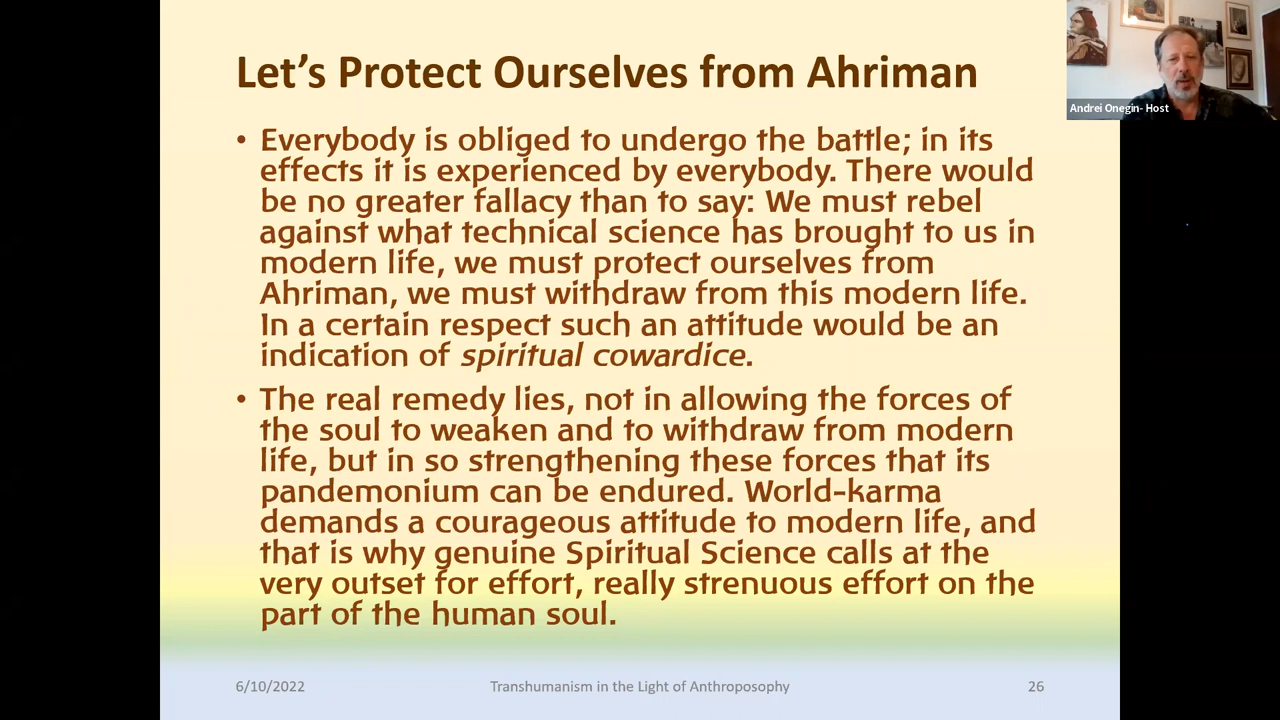 Let's Protect Ourselves from Ahriman
Andrei Onegin- Host
• Everybody is obliged to undergo the battle; in its
effects it is experienced by everybody. There would
be no greater fallacy than to say: We must rebel
against what technical science has brought to us in
modern life, we must protect ourselves from
Ahriman, we must withdraw from this modern life.
In a certain respect such an attitude would be an
indication of spiritual cowardice.
• The real remedy lies, not in allowing the forces of
the soul to weaken and to withdraw from modern
life, but in so strengthening these forces that its
pandemonium can be endured. World-karma
demands a courageous attitude to modern life, and
that is why genuine Spiritual Science calls at the
very outset for effort, really strenuous effort on the
part of the human soul.
6/10/2022
Transhumanism in the Light of Anthroposophy
26